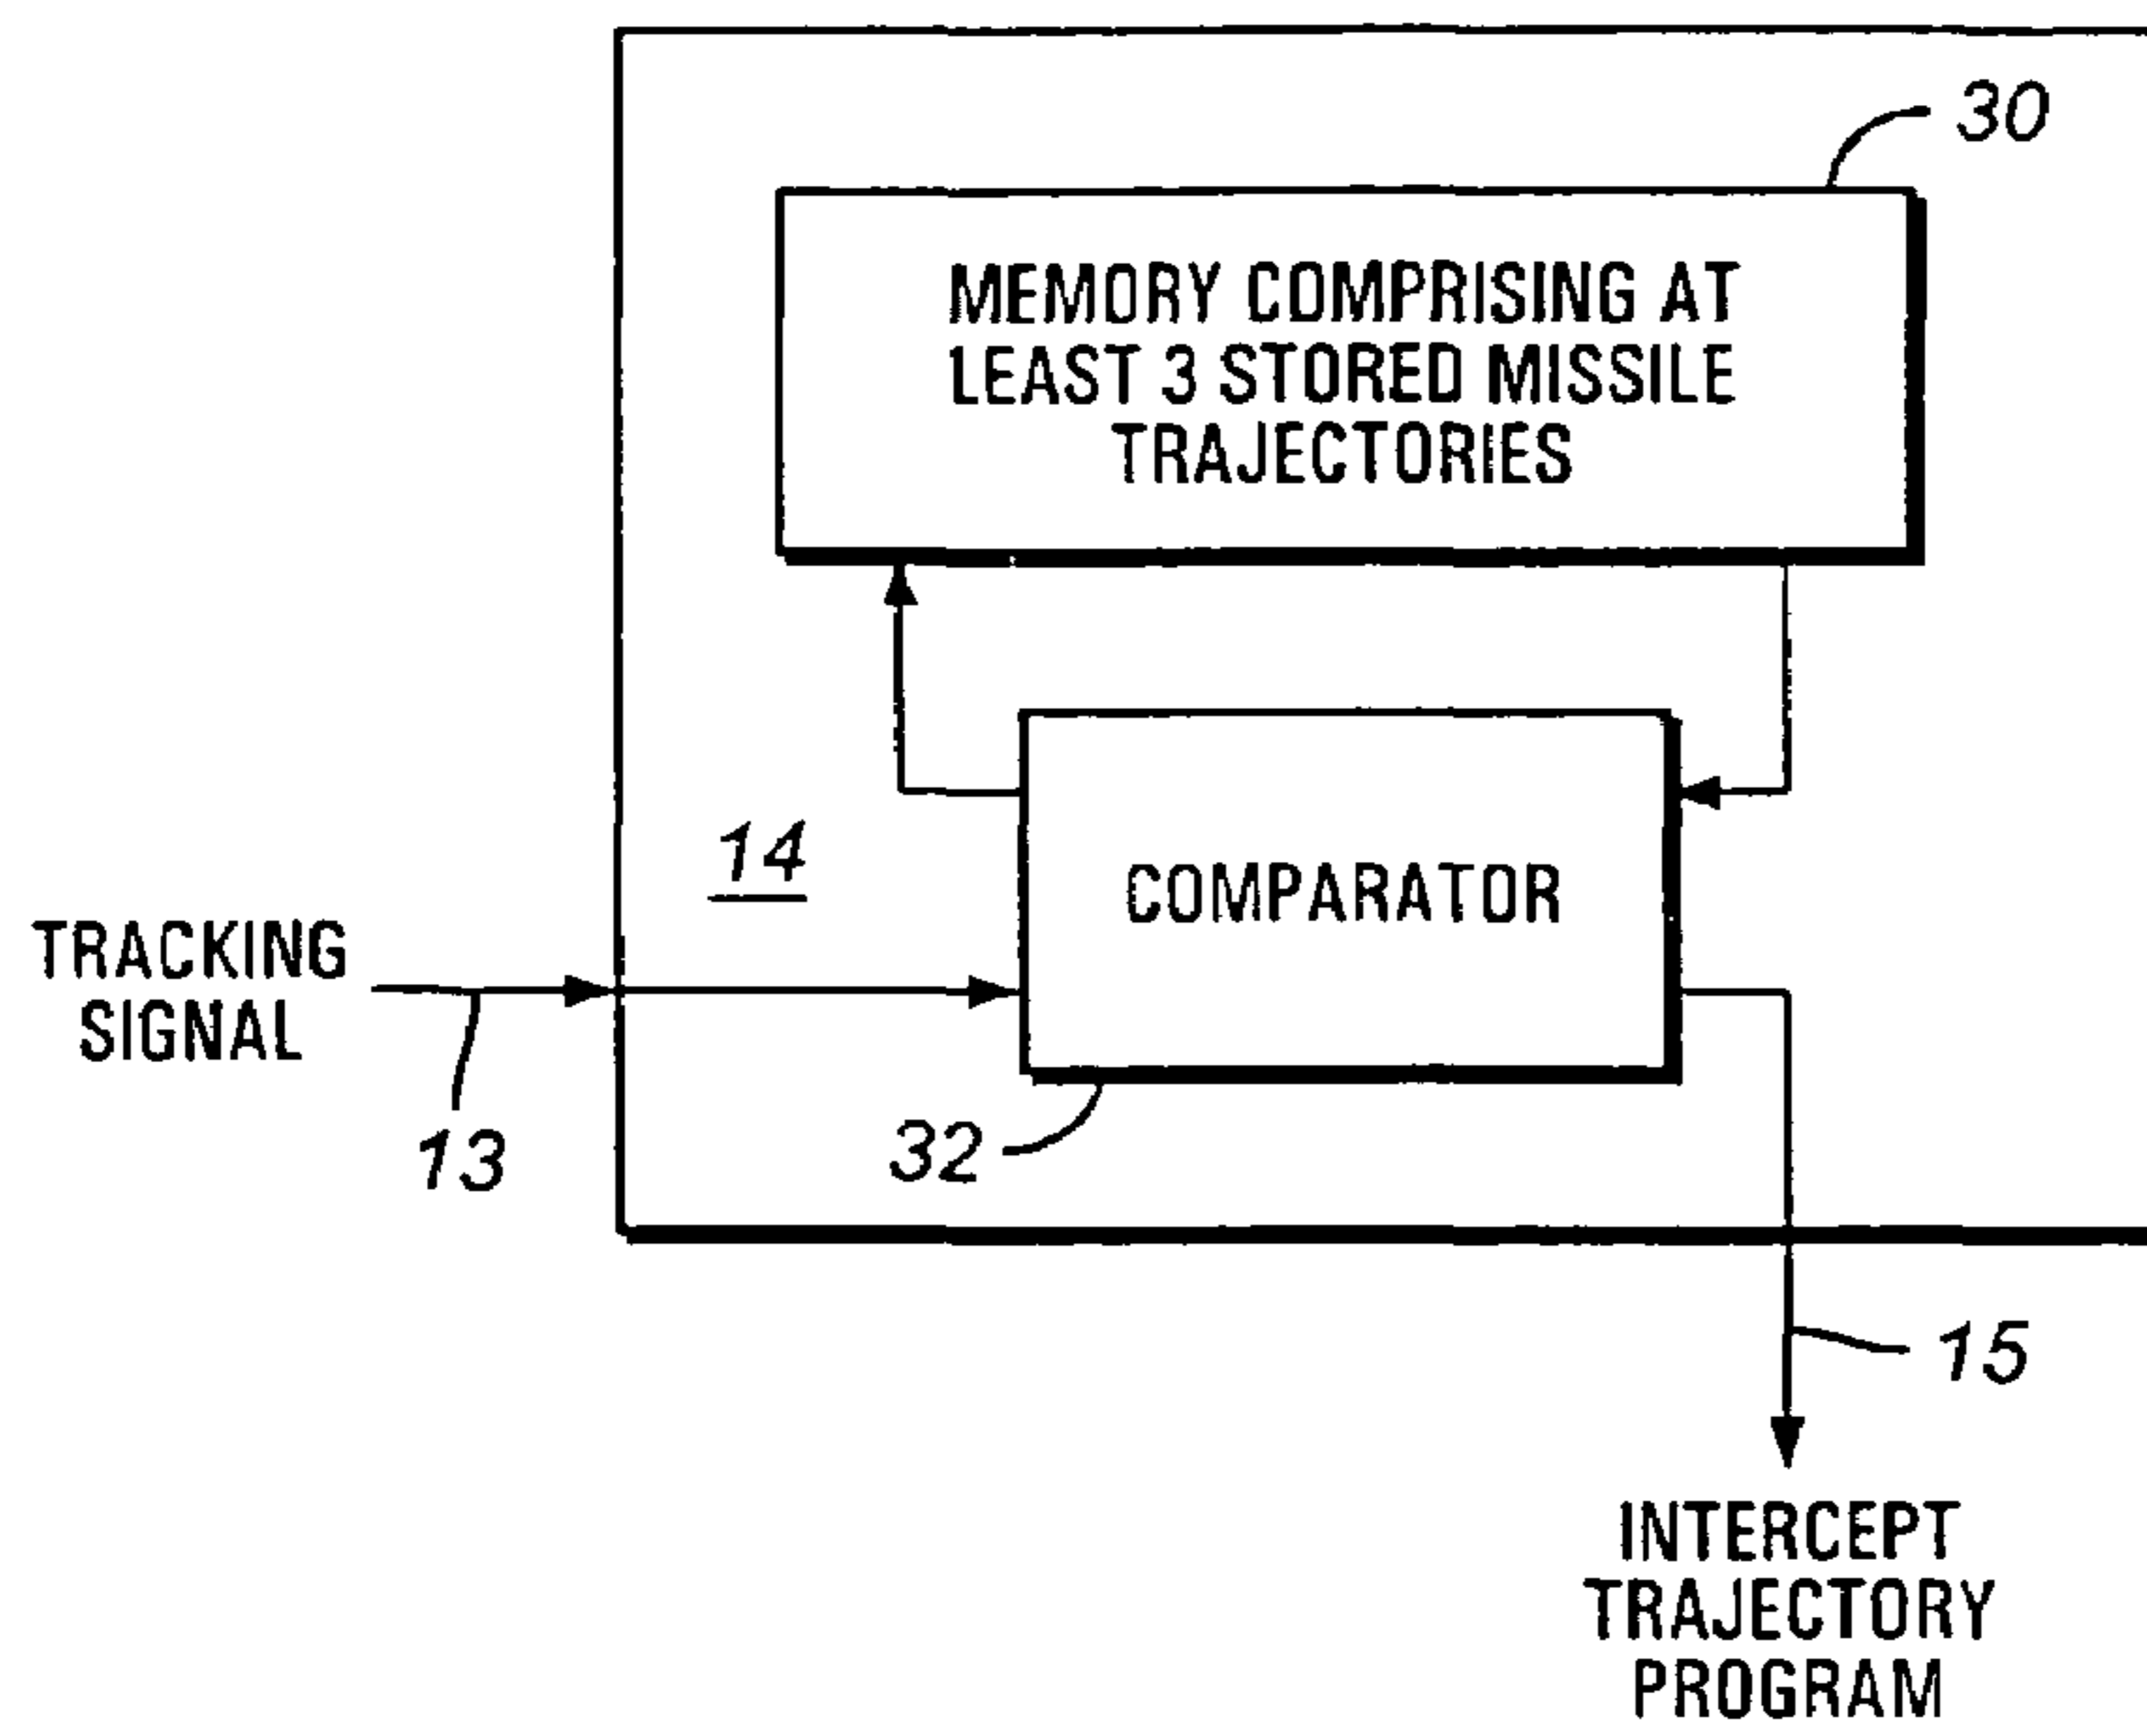 30
MEMORY COMPRISING AT
LEAST 3 STORED MISSILE
TRAJECTORIES
14
COMPARATOR
TRACKING
SIGNAL
13
32
15
INTERCEPT
TRAJECTORY
PROGRAM